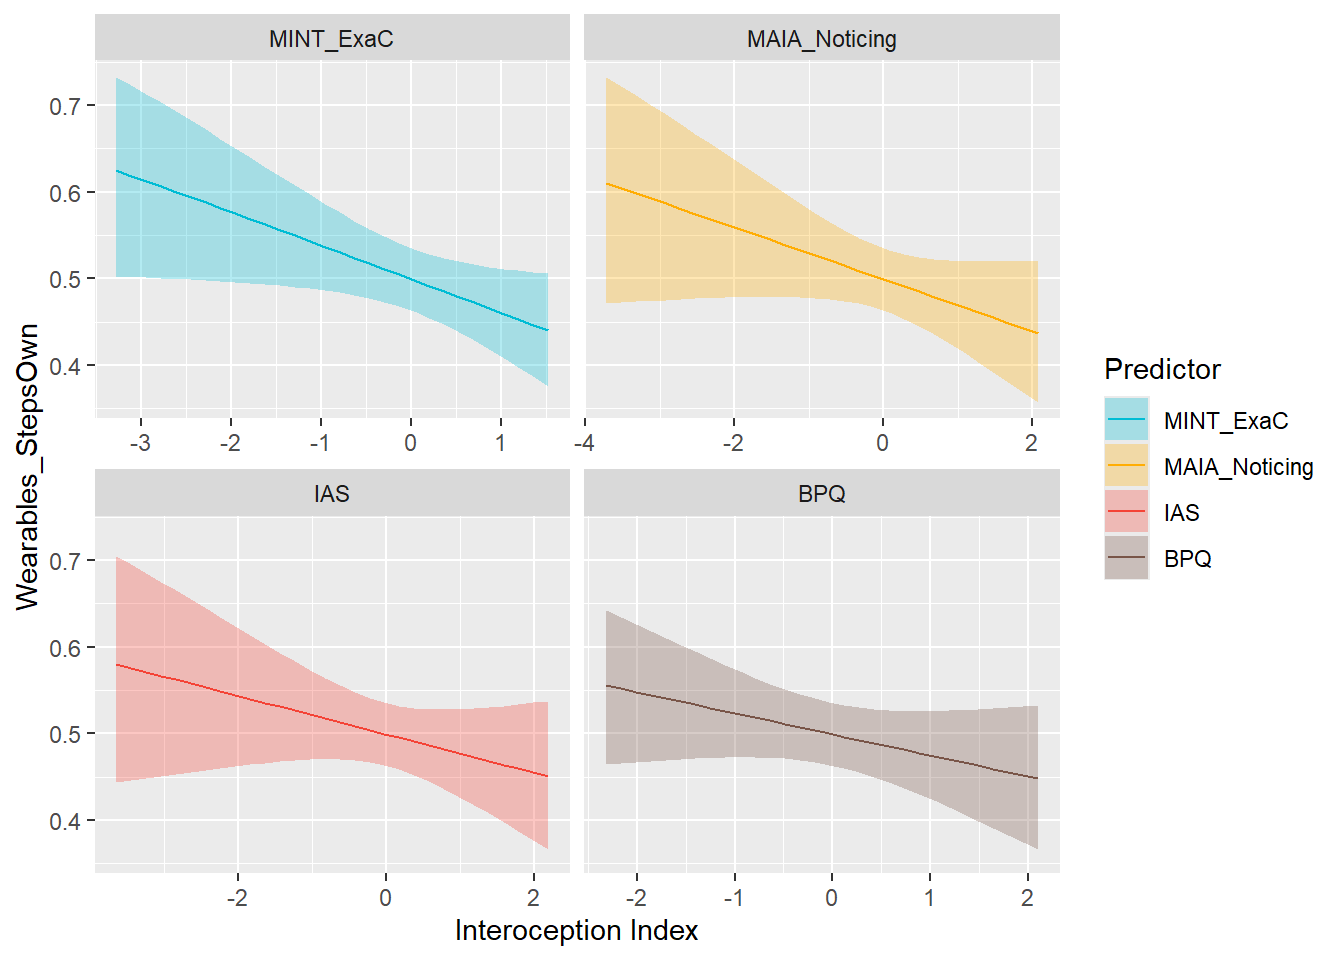 MINT_ExaC
MAIA_Noticing
0.7
0.6
0.5
0.4
-3
-2
-1
0
1
-4
-2
0
2
IAS
BPQ
0.7
0.6
0.5
0.4
-2
0
2
-2
-1
0
1
2
Interoception Index
Wearables_StepsOwn
Predictor
MINT_ExaC
MAIA_Noticing
IAS
BPQ